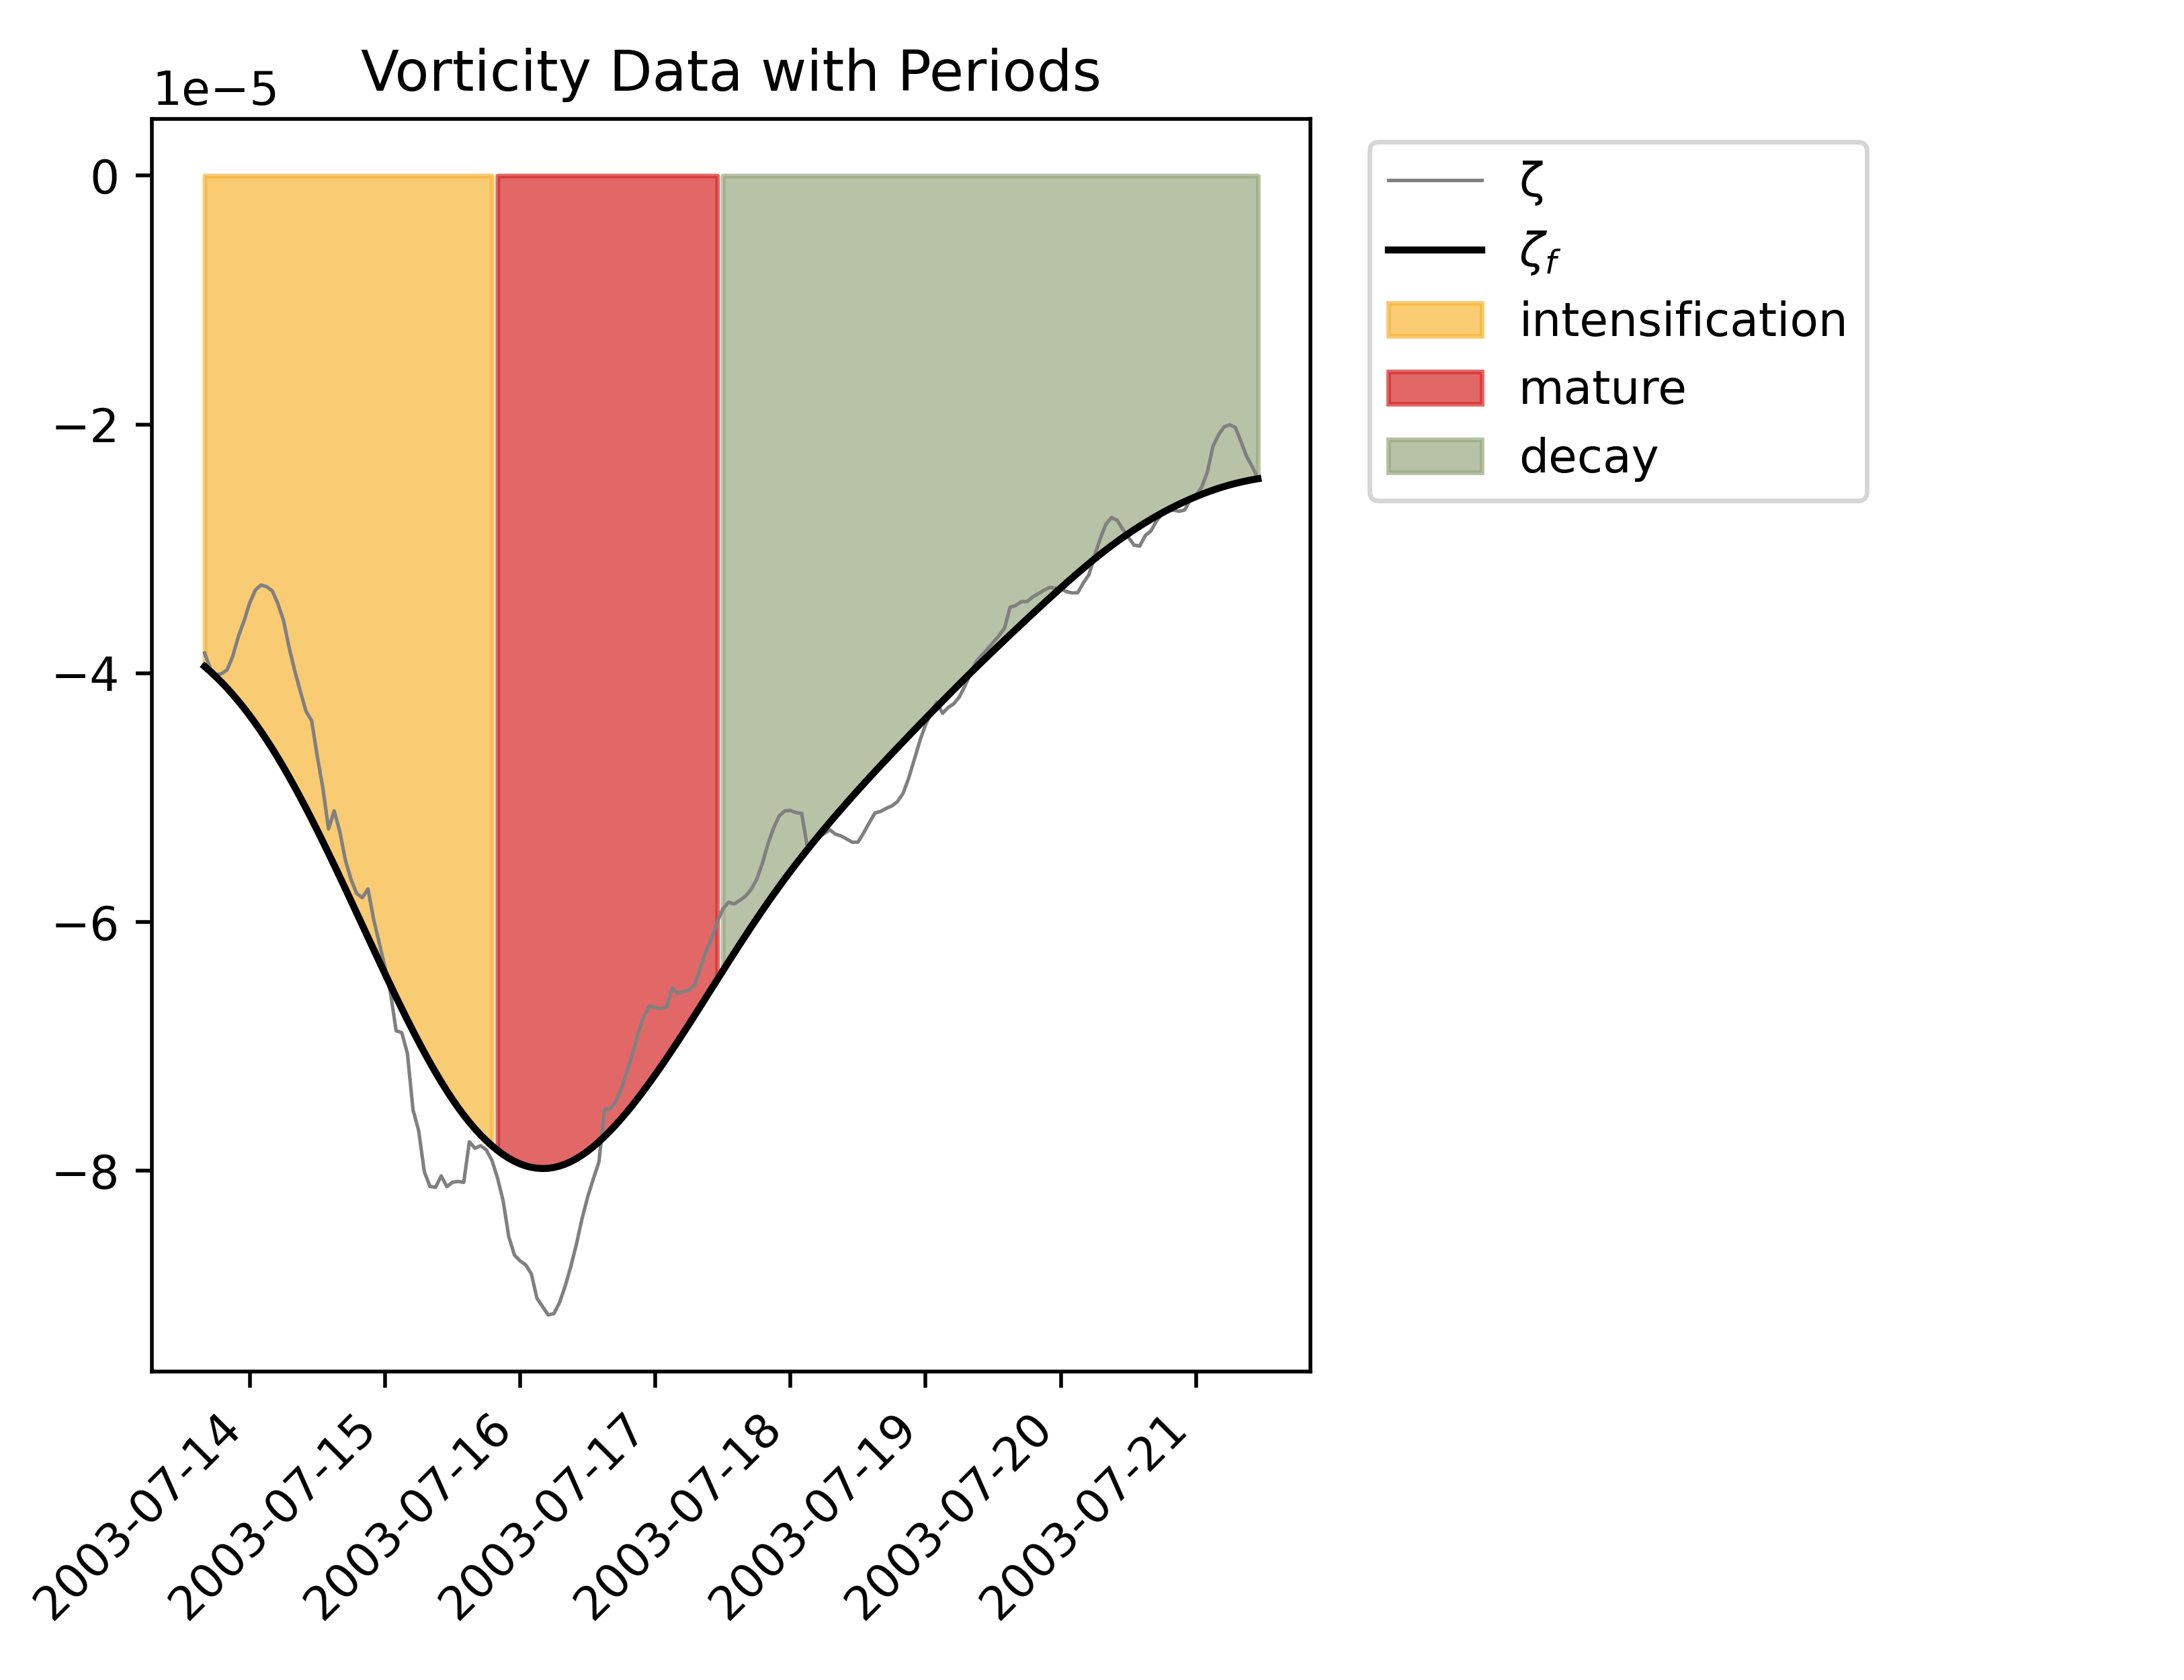 Vorticity Data with Periods
1e−5
0
−2
−4
−6
−8
2003-07-14
2003-07-15
2003-07-16
2003-07-17
2003-07-18
2003-07-19
2003-07-20
2003-07-21
ζ
ζf
intensification
mature
decay